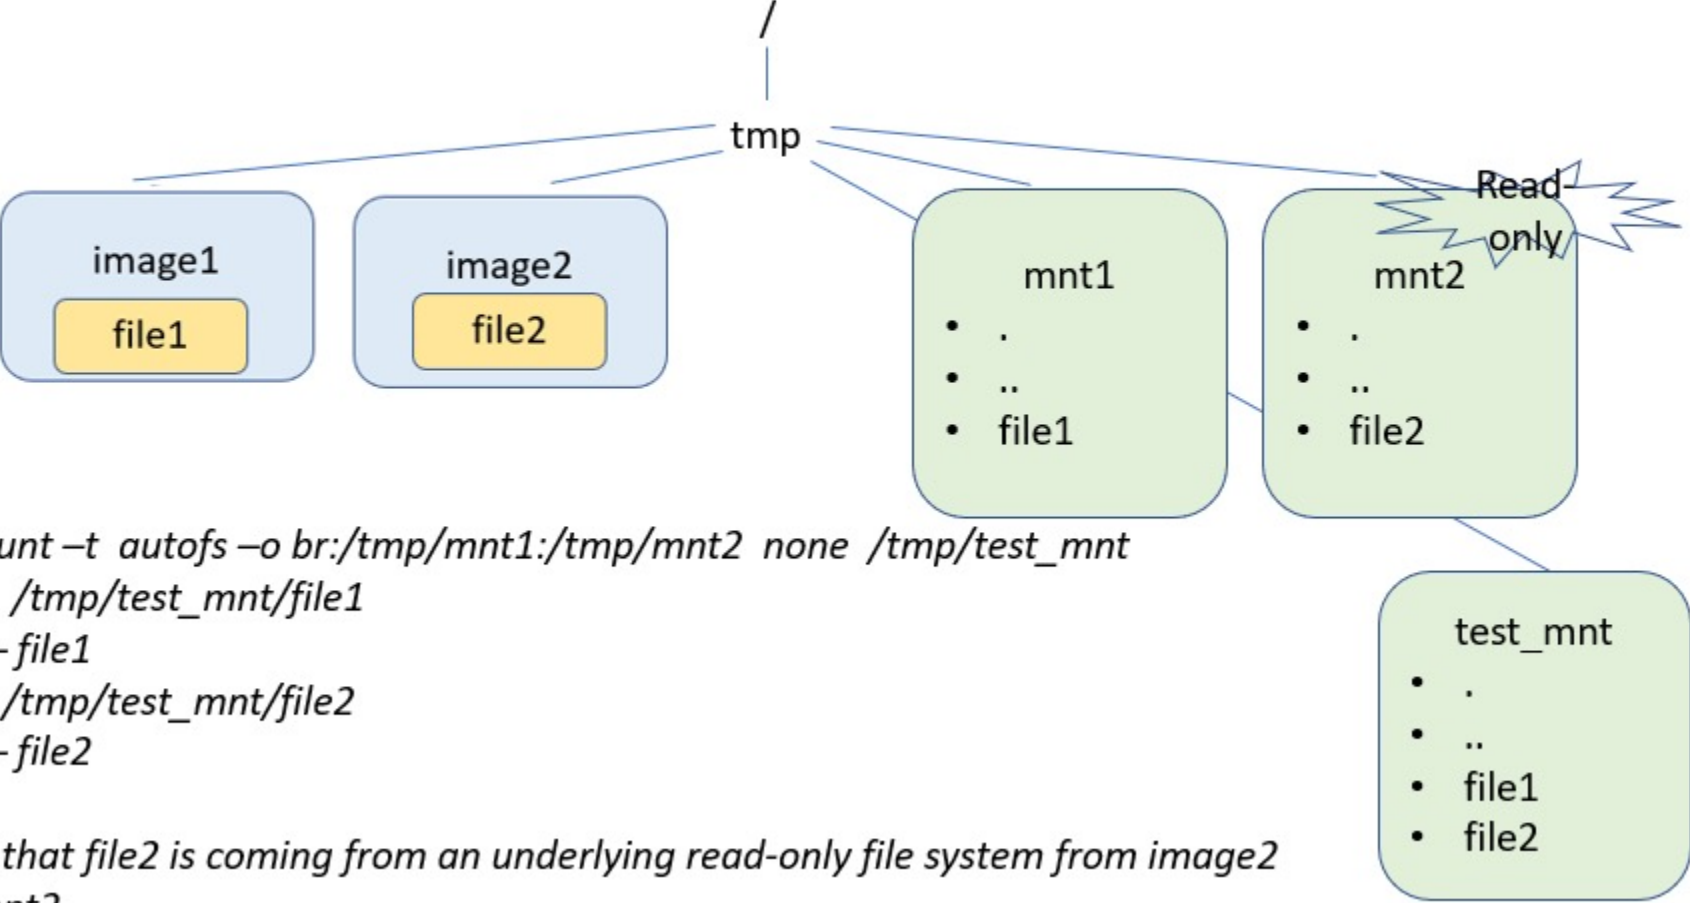 /
tmp
image1
file1
image2
file2
mnt1
• .
• ..
• file1
Read-
only
mnt2
• .
• ..
• file2
unt –t autofs –o br:/tmp/mnt1:/tmp/mnt2 none /tmp/test_mnt
/tmp/test_mnt/file1
- file1
/tmp/test_mnt/file2
- file2
that file2 is coming from an underlying read-only file system from image2
test_mnt
• .
• ..
• file1
• file2